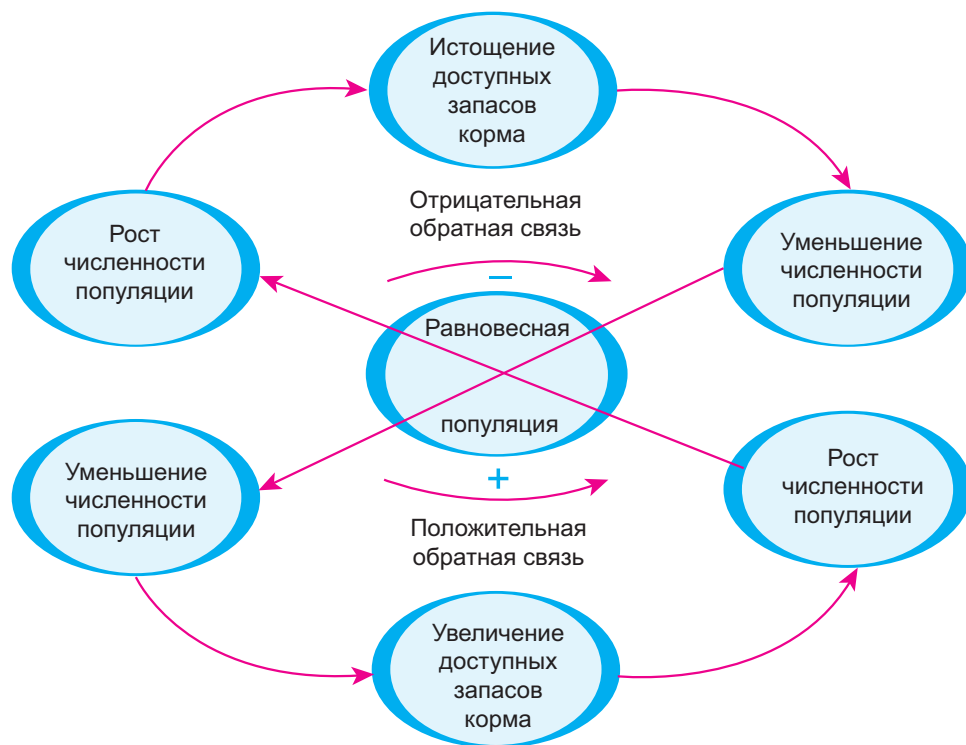 Истощение
доступных
запасов
корма
Рост
численности
популяции
Отрицательная
обратная связь
–
Уменьшение
численности
популяции
Равновесная
популяция
Уменьшение
численности
популяции
+
Положительная
обратная связь
Рост
численности
популяции
Увеличение
доступных
запасов
корма